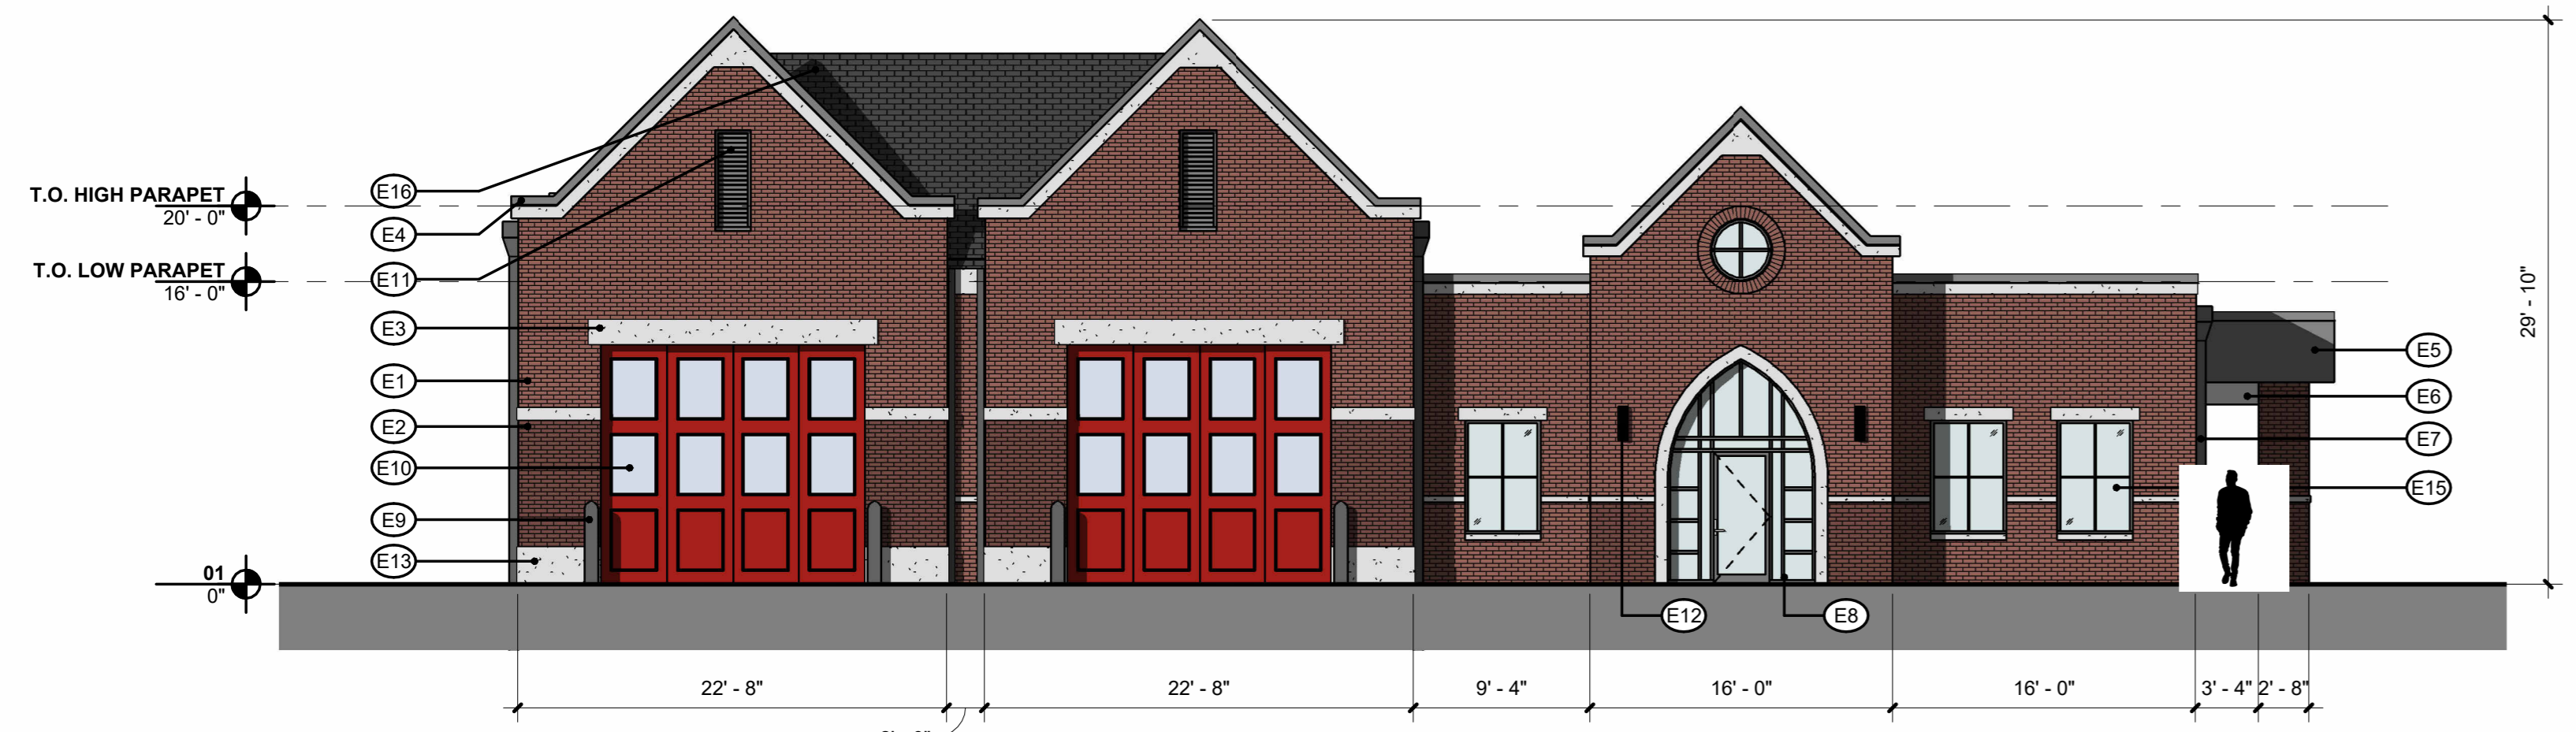 T.O. HIGH PARAPET
20' - 0"
T.O. LOW PARAPET
16' - 0"
01
0"
E16
E4
E11
E3
E1
E2
E10
E9
E13
E12
E8
E5
E6
E7
E15
29' - 10"
22' - 8"
22' - 8"
9' - 4"
16' - 0"
16' - 0"
3' - 4"
2' - 8"